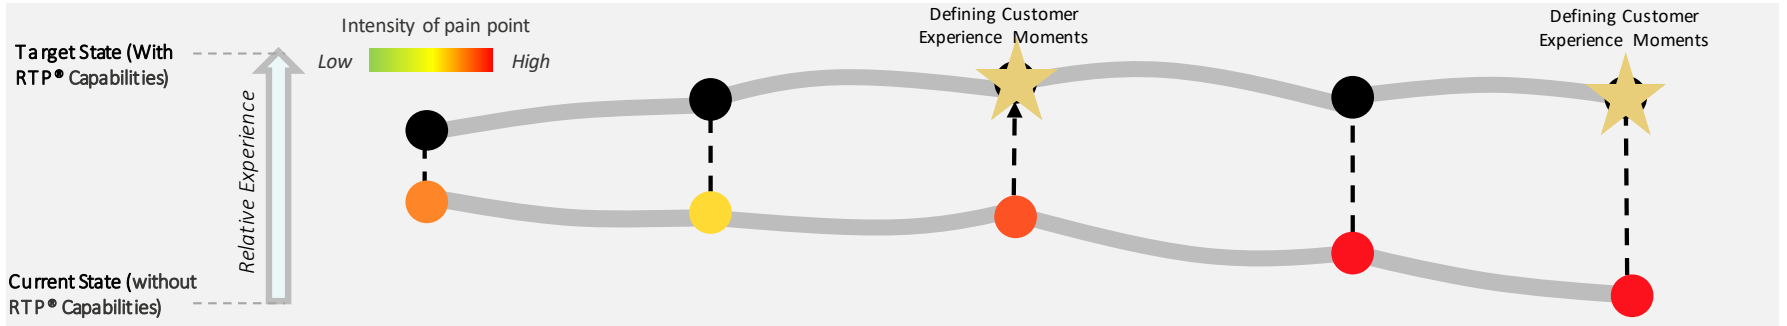 Defining Customer
Experience Moments
Defining Customer
Experience Moments
Intensity of pain point
Low
High
Target State (With
RTP® Capabilities)
Relative Experience
Current State (without
RTP® Capabilities)